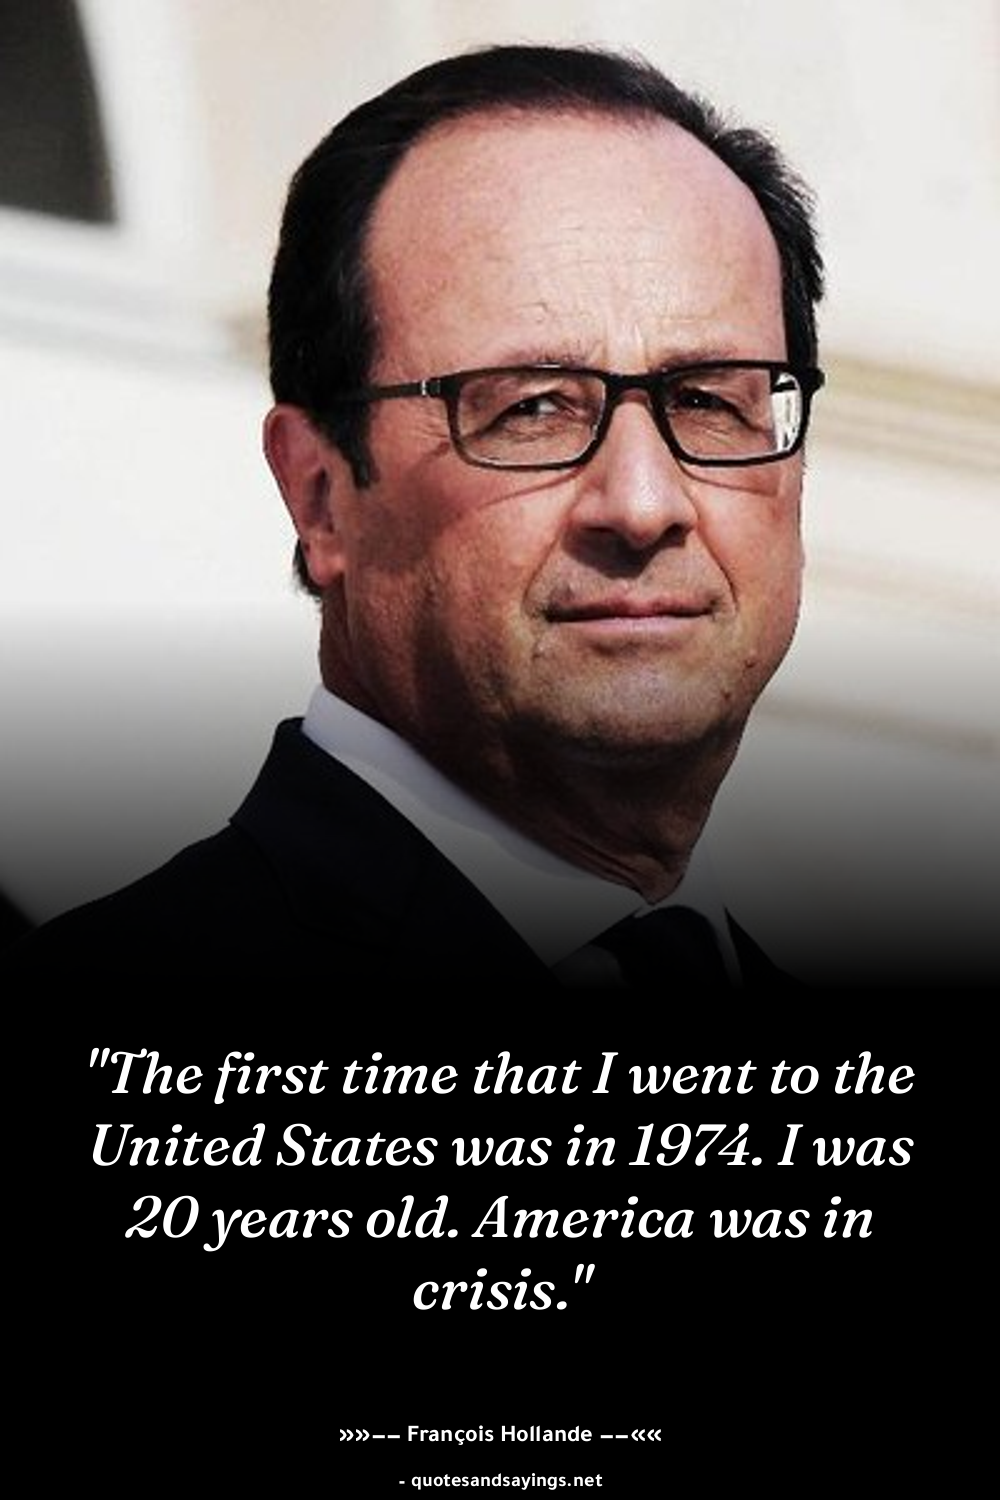 "The first time that I went to the
United States was in 1974. I was
20 years old. America was in
crisis."
»»–– François Hollande ––««
- quotesandsayings.net